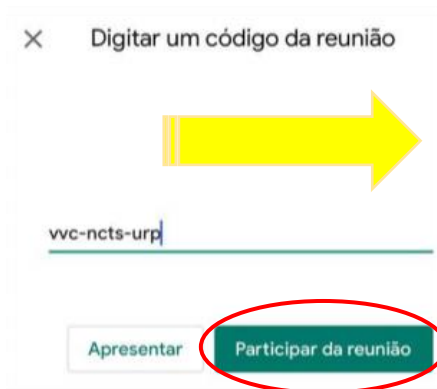 Digitar um código da reunião
vvc-ncts-urp
Apresentar
Participar da reunião